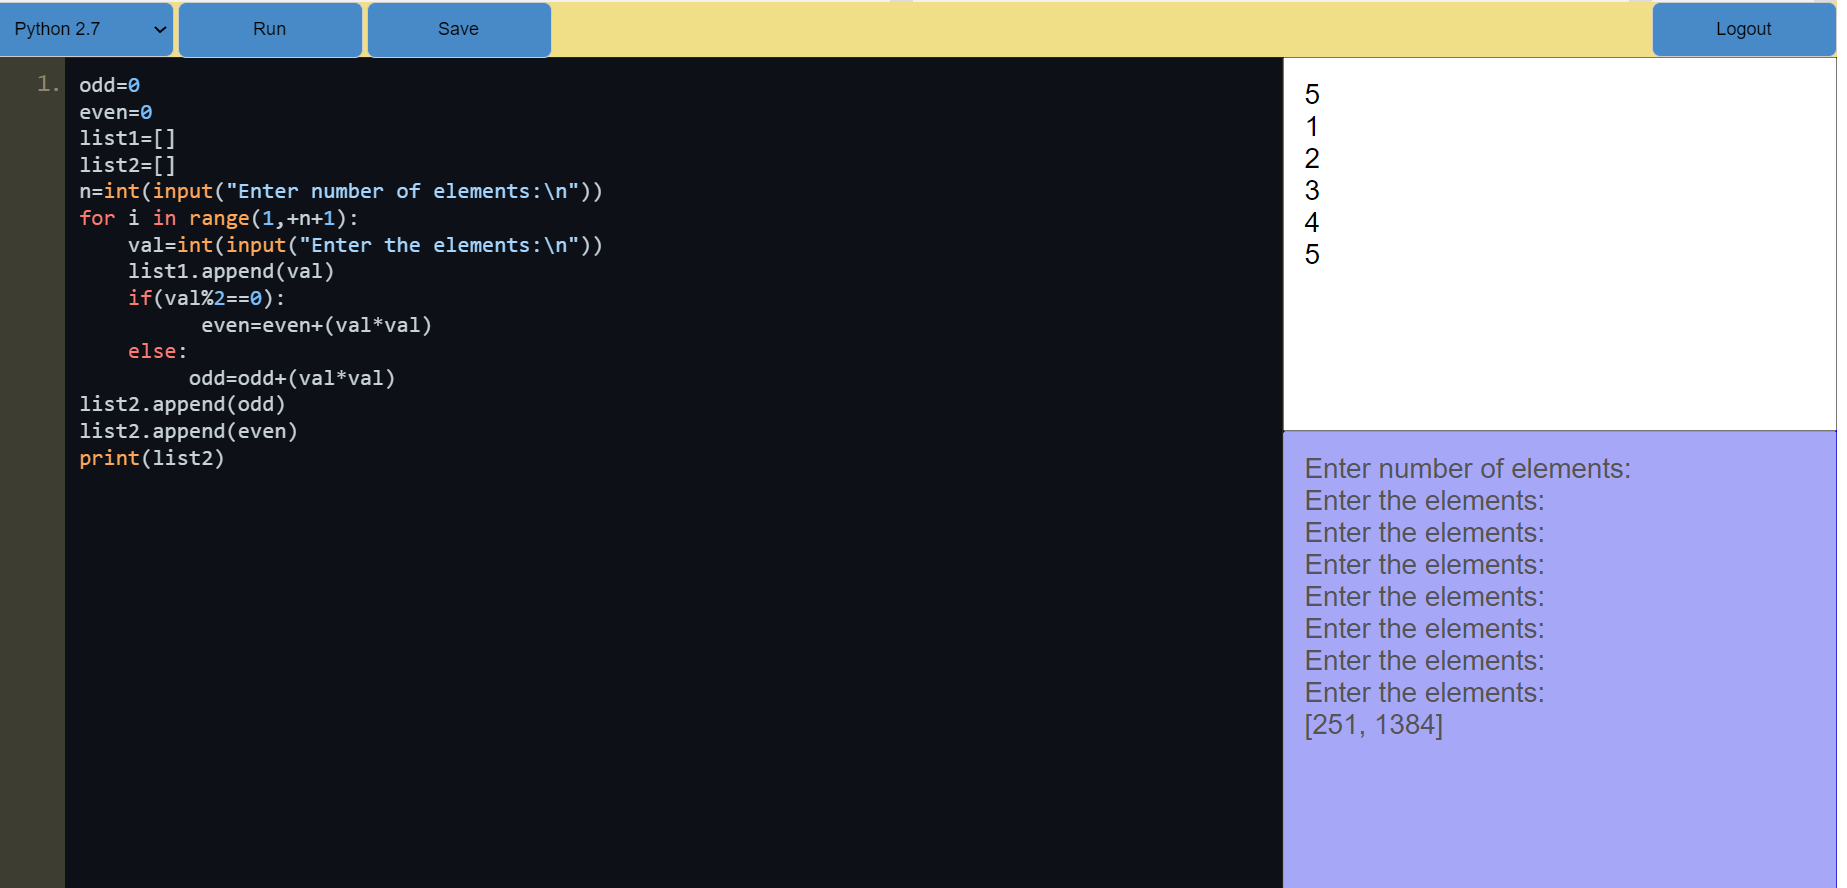 Python 2.7 Run Save Logout
1.
odd=0
even=0
list1=[]
list2=[]
n=int(input("Enter number of elements:\n"))
for i in range(1,+n+1):
    val=int(input("Enter the elements:\n"))
    list1.append(val)
    if(val%2==0):
          even=even+(val*val)
    else:
         odd=odd+(val*val)
list2.append(odd)
list2.append(even)
print(list2)
5
1
2
3
4
5
Enter number of elements:
Enter the elements:
Enter the elements:
Enter the elements:
Enter the elements:
Enter the elements:
Enter the elements:
Enter the elements:
[251, 1384]